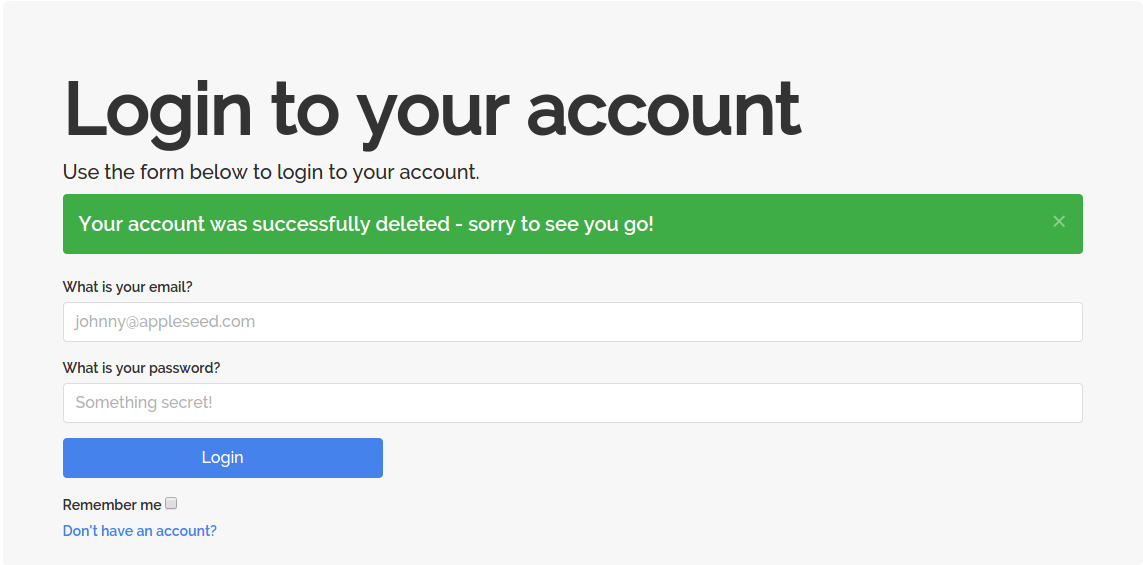 Login to your account
Use the form below to login to your account.
Your account was successfully deleted - sorry to see you go!
×
What is your email?
johnny@appleseed.com
What is your password?
Something secret!
Login
Remember me
Don't have an account?